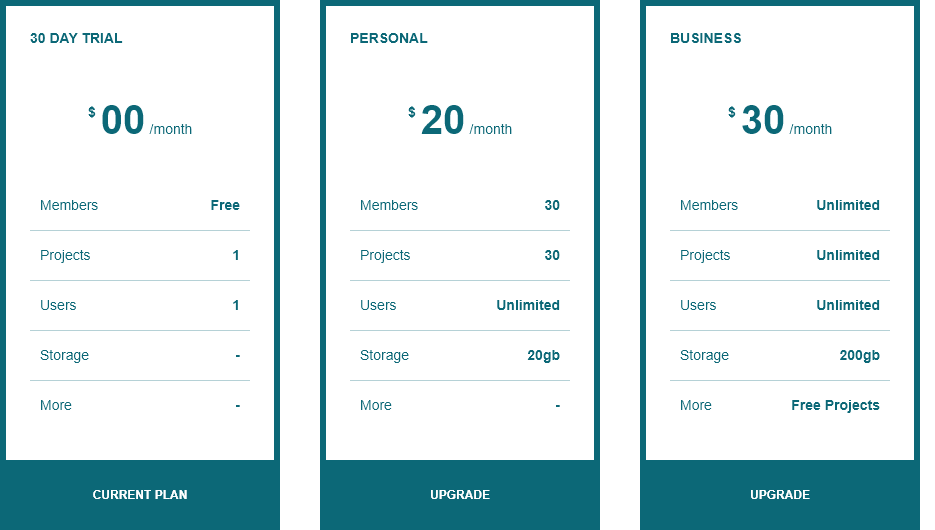 30 DAY TRIAL
$ 00 /month
Members Free
Projects 1
Users 1
Storage -
More -
CURRENT PLAN
PERSONAL
$ 20 /month
Members 30
Projects 30
Users Unlimited
Storage 20gb
More -
UPGRADE
BUSINESS
$ 30 /month
Members Unlimited
Projects Unlimited
Users Unlimited
Storage 200gb
More Free Projects
UPGRADE